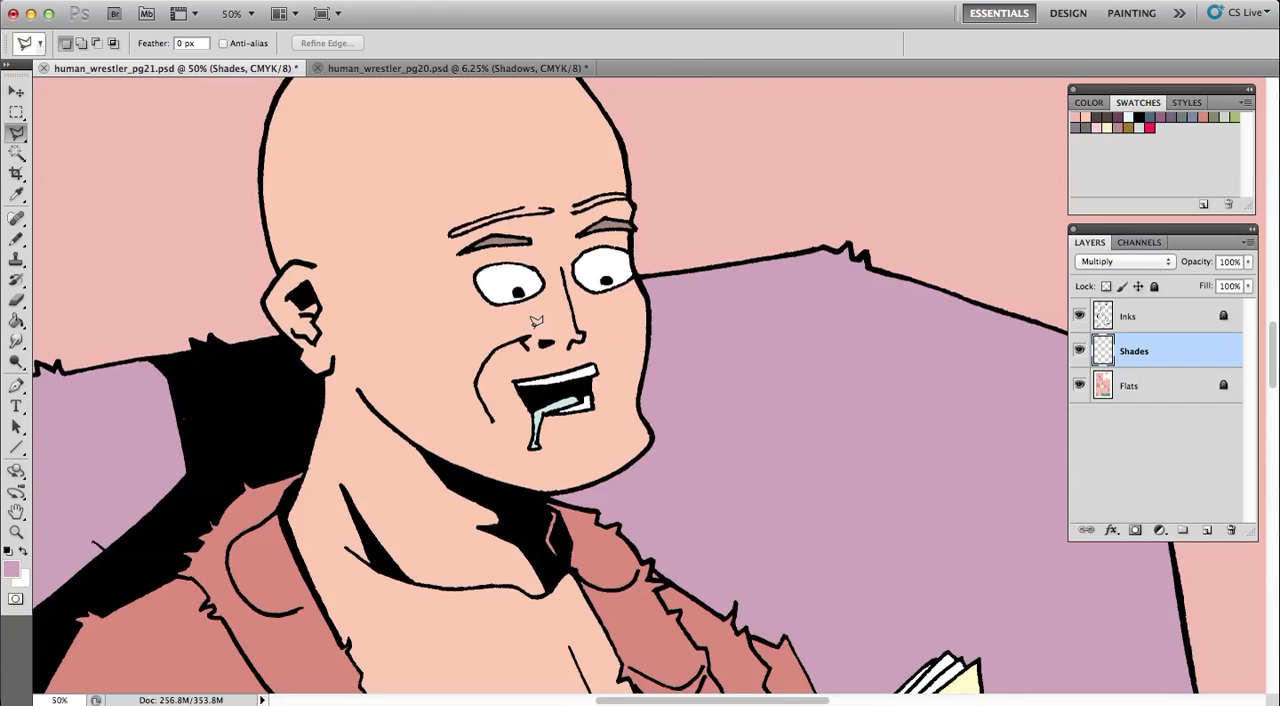 Ps Br Mb 50% ESSENTIALS DESIGN PAINTING CS Live
Feather: 0 px Anti-alias Refine Edge...
human_wrestler_pg21.psd @ 50% (Shades, CMYK/8) * human_wrestler_pg20.psd @ 6.25% (Shadows, CMYK/8) *
COLOR SWATCHES STYLES
LAYERS CHANNELS
Multiply Opacity: 100%
Lock: Fill: 100%
Inks
Shades
Flats
fx
T
50% Doc: 256.8M/353.8M